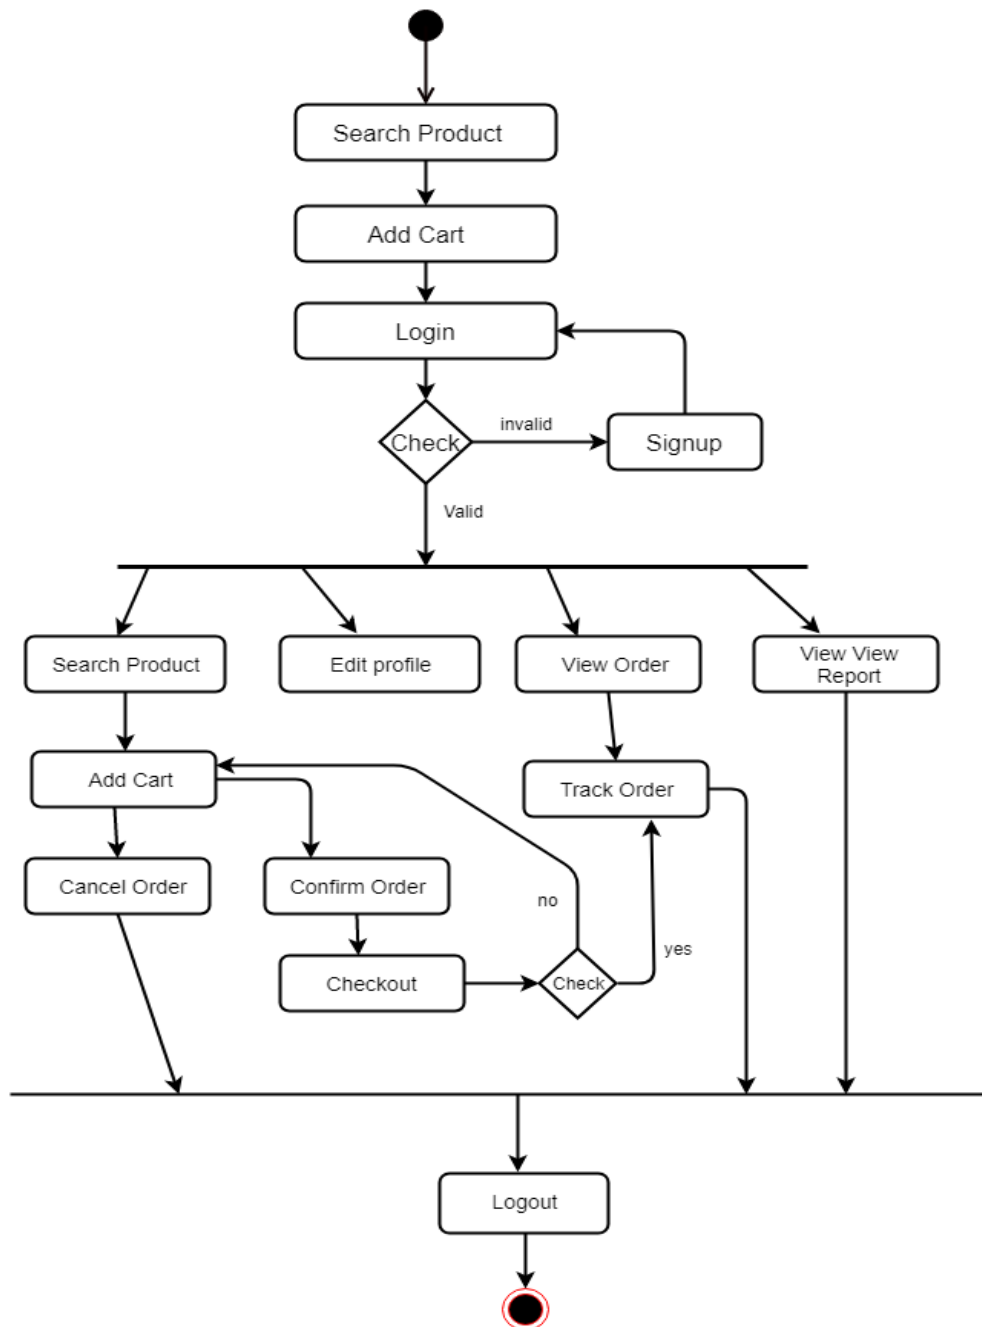 Search Product
Add Cart
Login
Check
invalid
Signup
Valid
Search Product
Edit profile
View Order
View View
Report
Add Cart
Track Order
Cancel Order
Confirm Order
no
yes
Checkout
Check
Logout